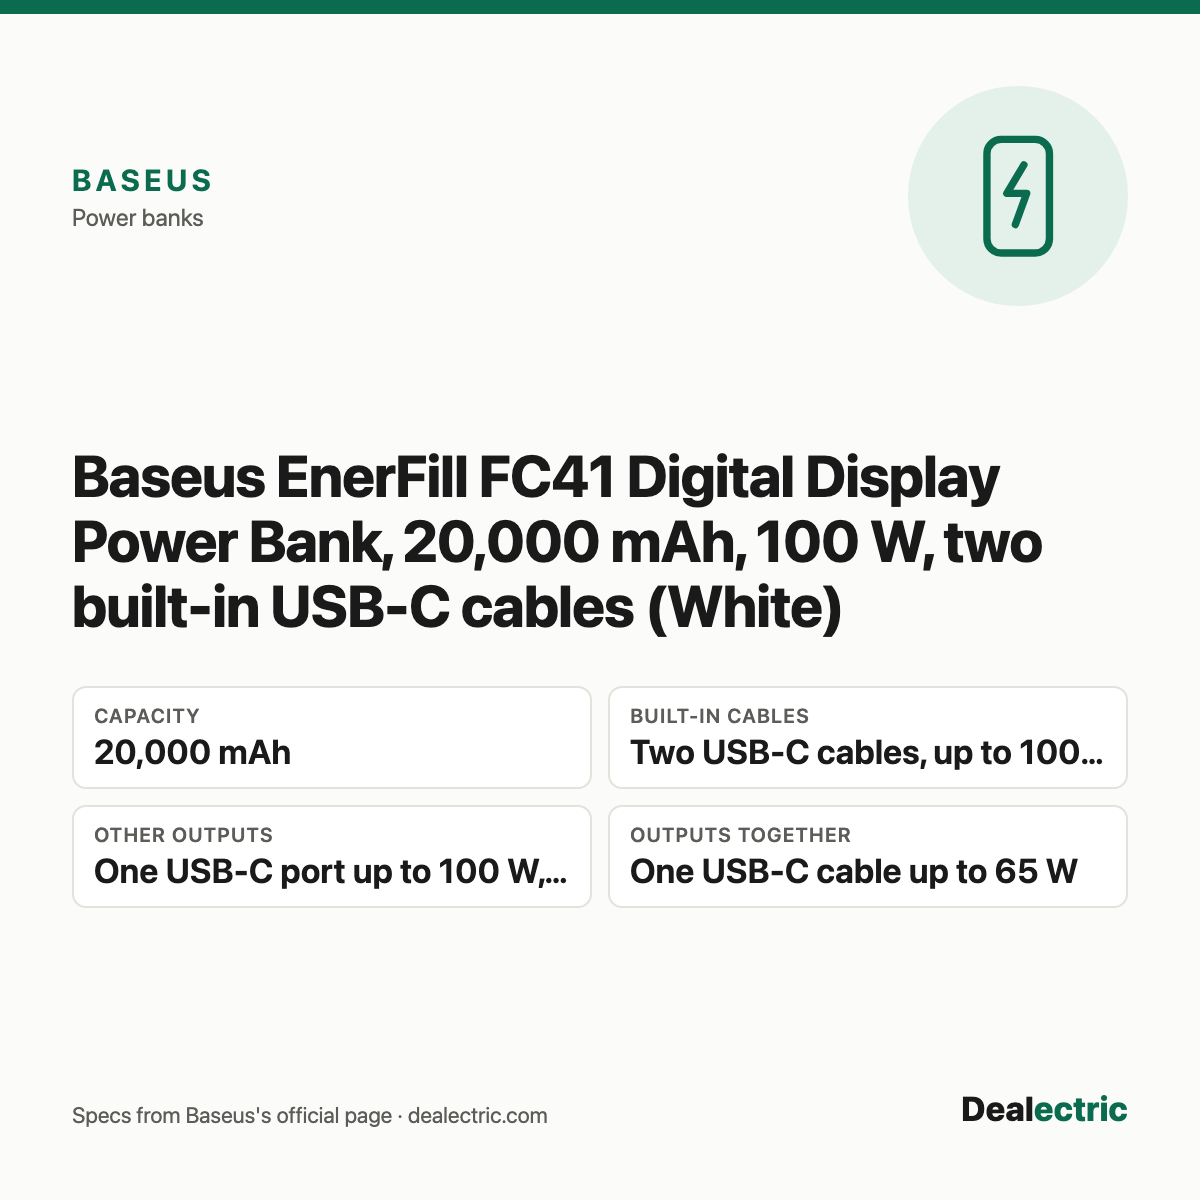 BASEUS
Power banks
Baseus EnerFill FC41 Digital Display
Power Bank, 20,000 mAh, 100 W, two
built-in USB-C cables (White)
CAPACITY
20,000 mAh
BUILT-IN CABLES
Two USB-C cables, up to 100...
OTHER OUTPUTS
One USB-C port up to 100 W,...
OUTPUTS TOGETHER
One USB-C cable up to 65 W
Specs from Baseus's official page · dealectric.com
Dealectric